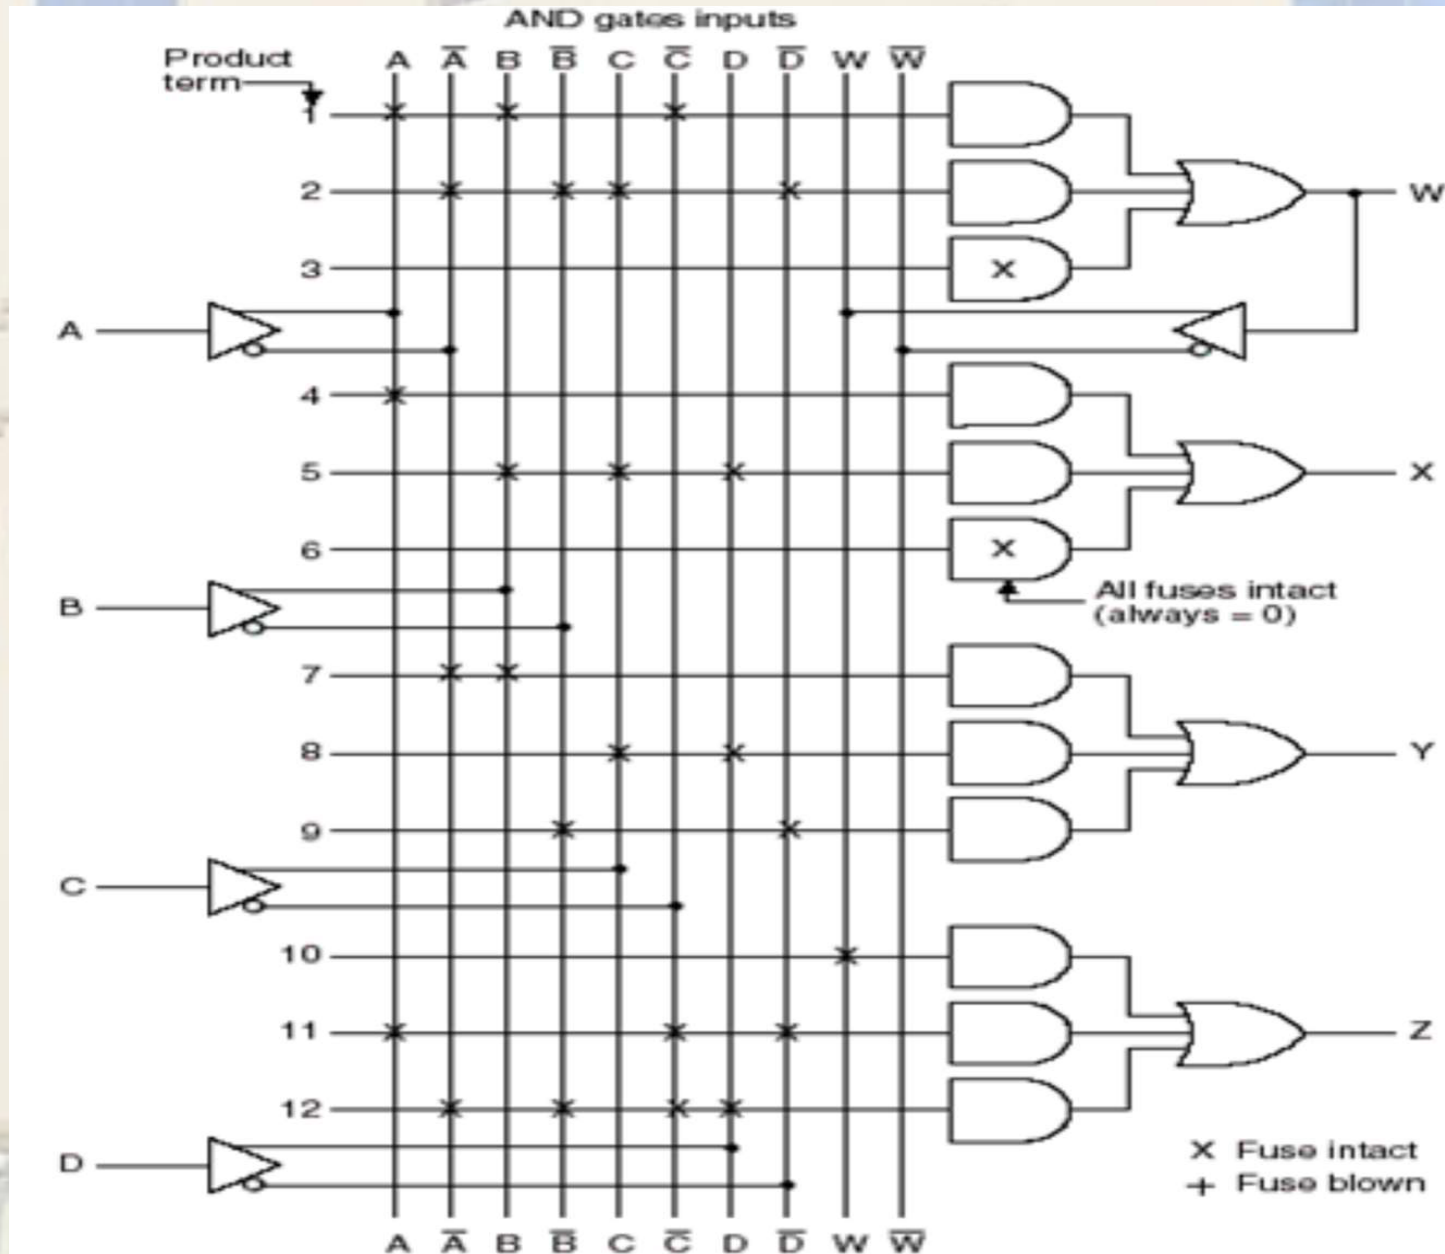 AND gates inputs
Product
term
A A̅ B B̅ C C̅ D D̅ W W̅
1
2
W
3
X
A
4
5
X
6
X
All fuses intact
(always = 0)
B
7
8
Y
9
C
10
11
Z
12
D
X Fuse intact
+ Fuse blown
A A̅ B B̅ C C̅ D D̅ W W̅